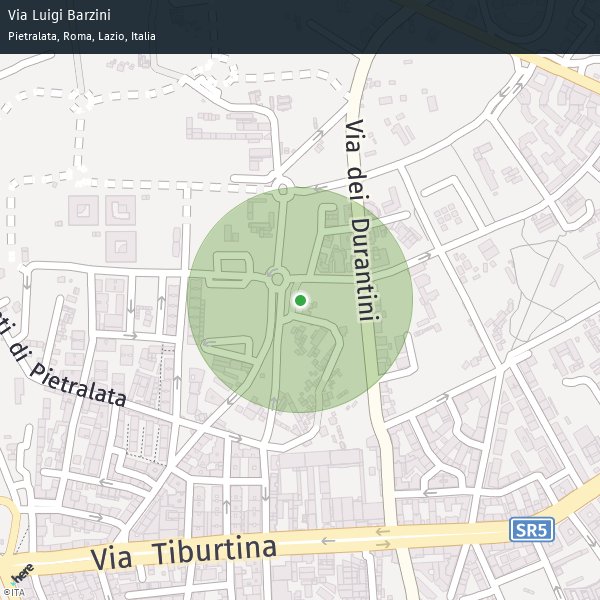 Via Luigi Barzini
Pietralata, Roma, Lazio, Italia
Via dei Durantini
ti di Pietralata
Via Tiburtina
SR5
here
©ITA